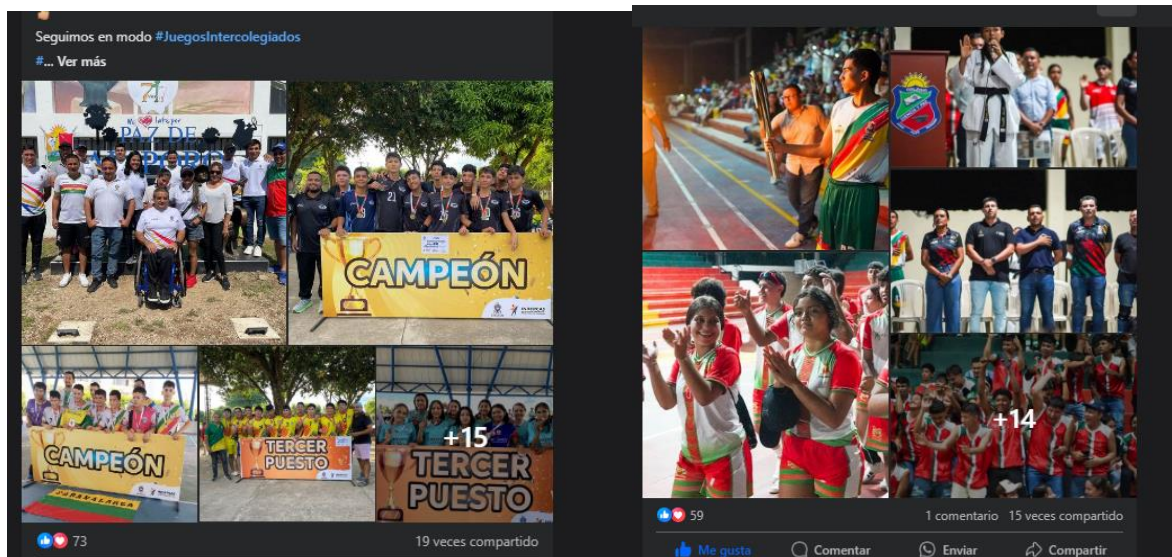 Seguimos en modo #JuegosIntercolegiados
#... Ver más
PAZ DE
CAMPEÓN
21
CAMPEÓN
SABANALARGA
TERCER
PUESTO
+15
TERCER
PUESTO
73
19 veces compartido
+14
59
1 comentario
15 veces compartido
Me gusta
Comentar
Enviar
Compartir